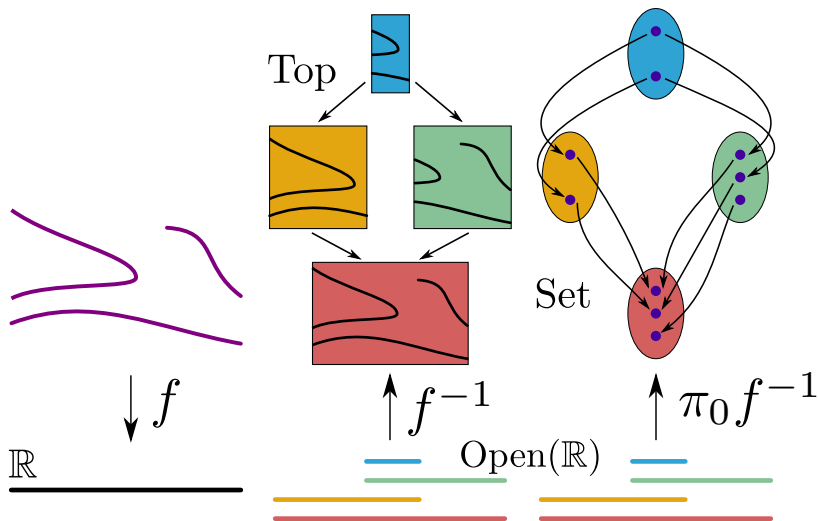 Top
Set
f
f⁻¹
π₀f⁻¹
ℝ
Open(ℝ)